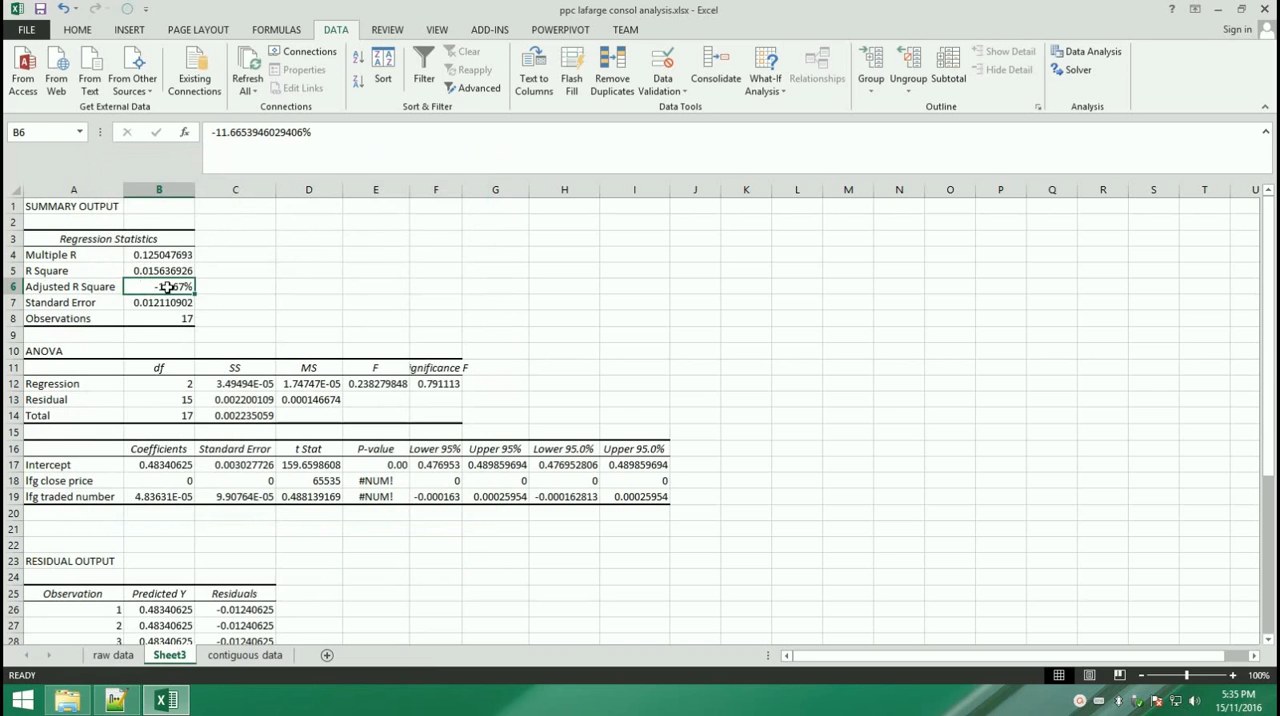 ppc lafarge consol analysis.xlsx - Excel
FILE HOME INSERT PAGE LAYOUT FORMULAS DATA REVIEW VIEW ADD-INS POWERPIVOT TEAM Sign in
From Access From Web From Text From Other Sources Existing Connections
Get External Data
Refresh All Connections Properties Edit Links
Connections
Sort Filter Clear Reapply Advanced
Sort & Filter
Text to Columns Flash Fill Remove Duplicates Data Validation Consolidate What-If Analysis Relationships
Data Tools
Group Ungroup Subtotal Show Detail Hide Detail
Outline
Data Analysis Solver
Analysis
B6 fx -11.6653946029406%
A B C D E F G H I J K L M N O P Q R S T U
1 SUMMARY OUTPUT
2
3 Regression Statistics
4 Multiple R 0.125047693
5 R Square 0.015636926
6 Adjusted R Square
7 Standard Error 0.012110902
8 Observations 17
9
10 ANOVA
11 df SS MS F ignificance F
12 Regression 2 3.49494E-05 1.74747E-05 0.238279848 0.791113
13 Residual 15 0.002200109 0.000146674
14 Total 17 0.002235059
15
16 Coefficients Standard Error t Stat P-value Lower 95% Upper 95% Lower 95.0% Upper 95.0%
17 Intercept 0.48340625 0.003027726 159.6598608 0.00 0.476953 0.489859694 0.476952806 0.489859694
18 lfg close price 0 0 65535 #NUM! 0 0 0 0
19 lfg traded number 4.83631E-05 9.90764E-05 0.488139169 #NUM! -0.000163 0.00025954 -0.000162813 0.00025954
20
21
22
23 RESIDUAL OUTPUT
24
25 Observation Predicted Y Residuals
26 1 0.48340625 -0.01240625
27 2 0.48340625 -0.01240625
28 3 0.48340625 -0.01240625
raw data Sheet3 contiguous data
READY 100%
5:35 PM
15/11/2016